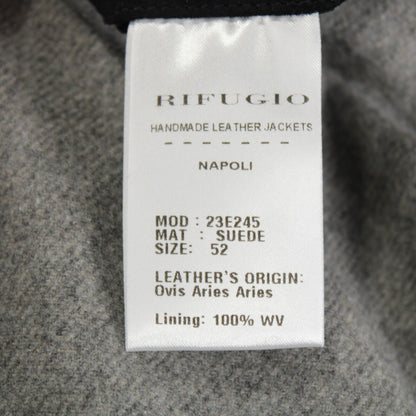 RIFUGIO
HANDMADE LEATHER JACKETS
- - - - - - -
NAPOLI
MOD : 23E245
MAT : SUEDE
SIZE: 52
LEATHER'S ORIGIN:
Ovis Aries Aries
Lining: 100% WV